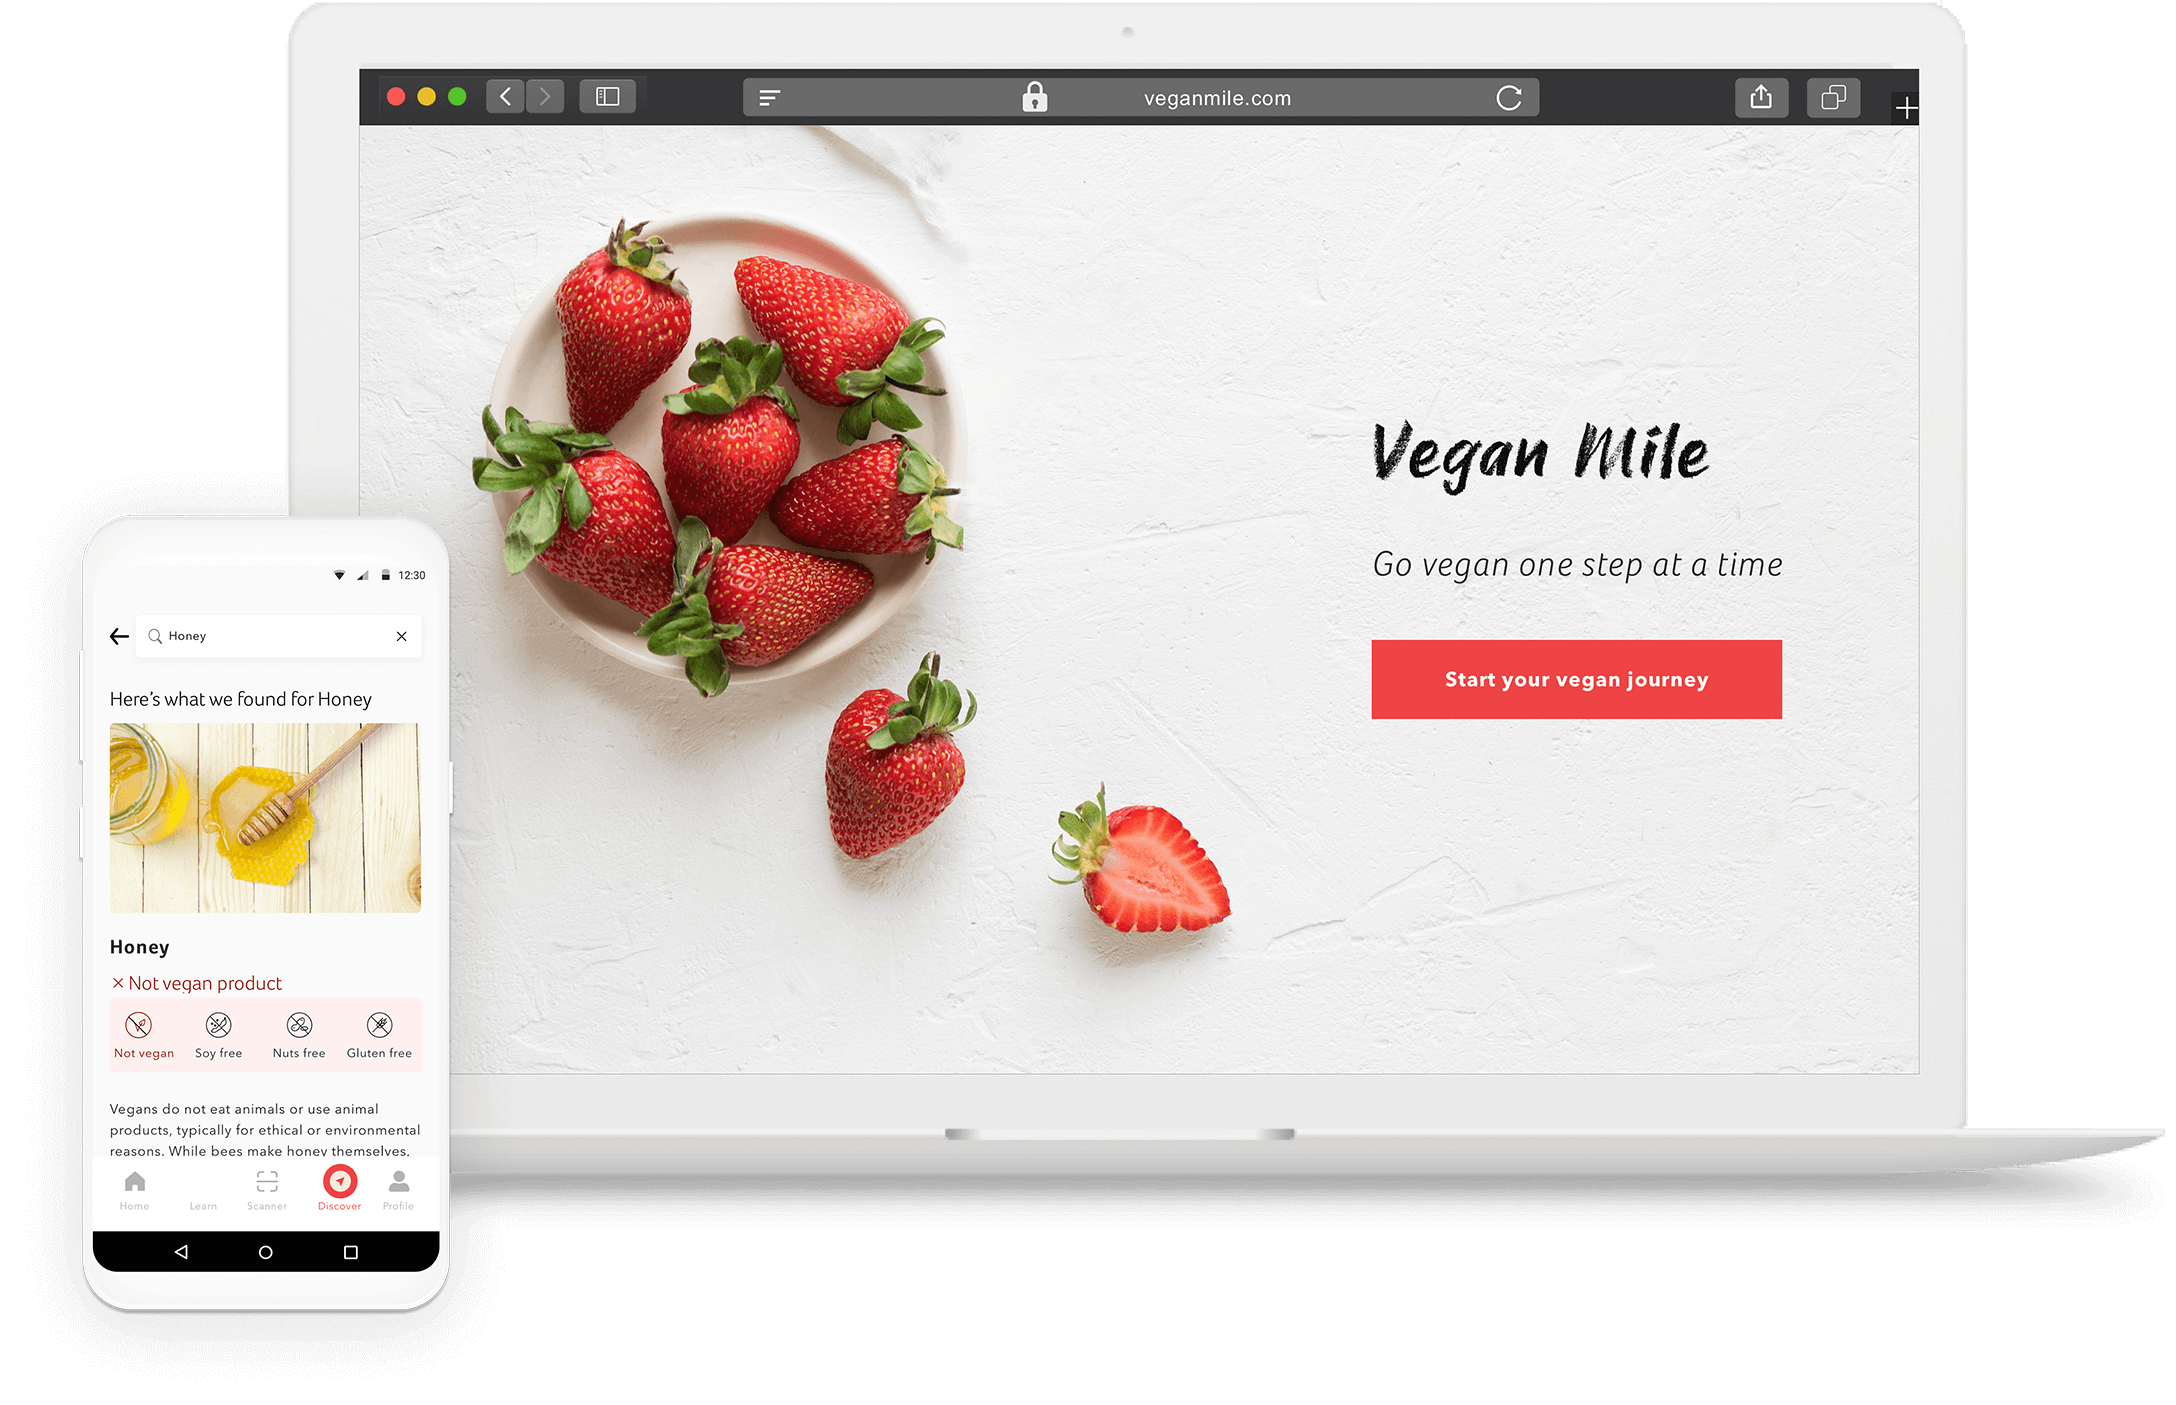 veganmile.com
Vegan Mile
Go vegan one step at a time
Start your vegan journey
12:30
Honey
Here's what we found for Honey
Honey
× Not vegan product
Not vegan Soy free Nuts free Gluten free
Vegans do not eat animals or use animal
products, typically for ethical or environmental
reasons. While bees make honey themselves,
Home Learn Scanner Discover Profile